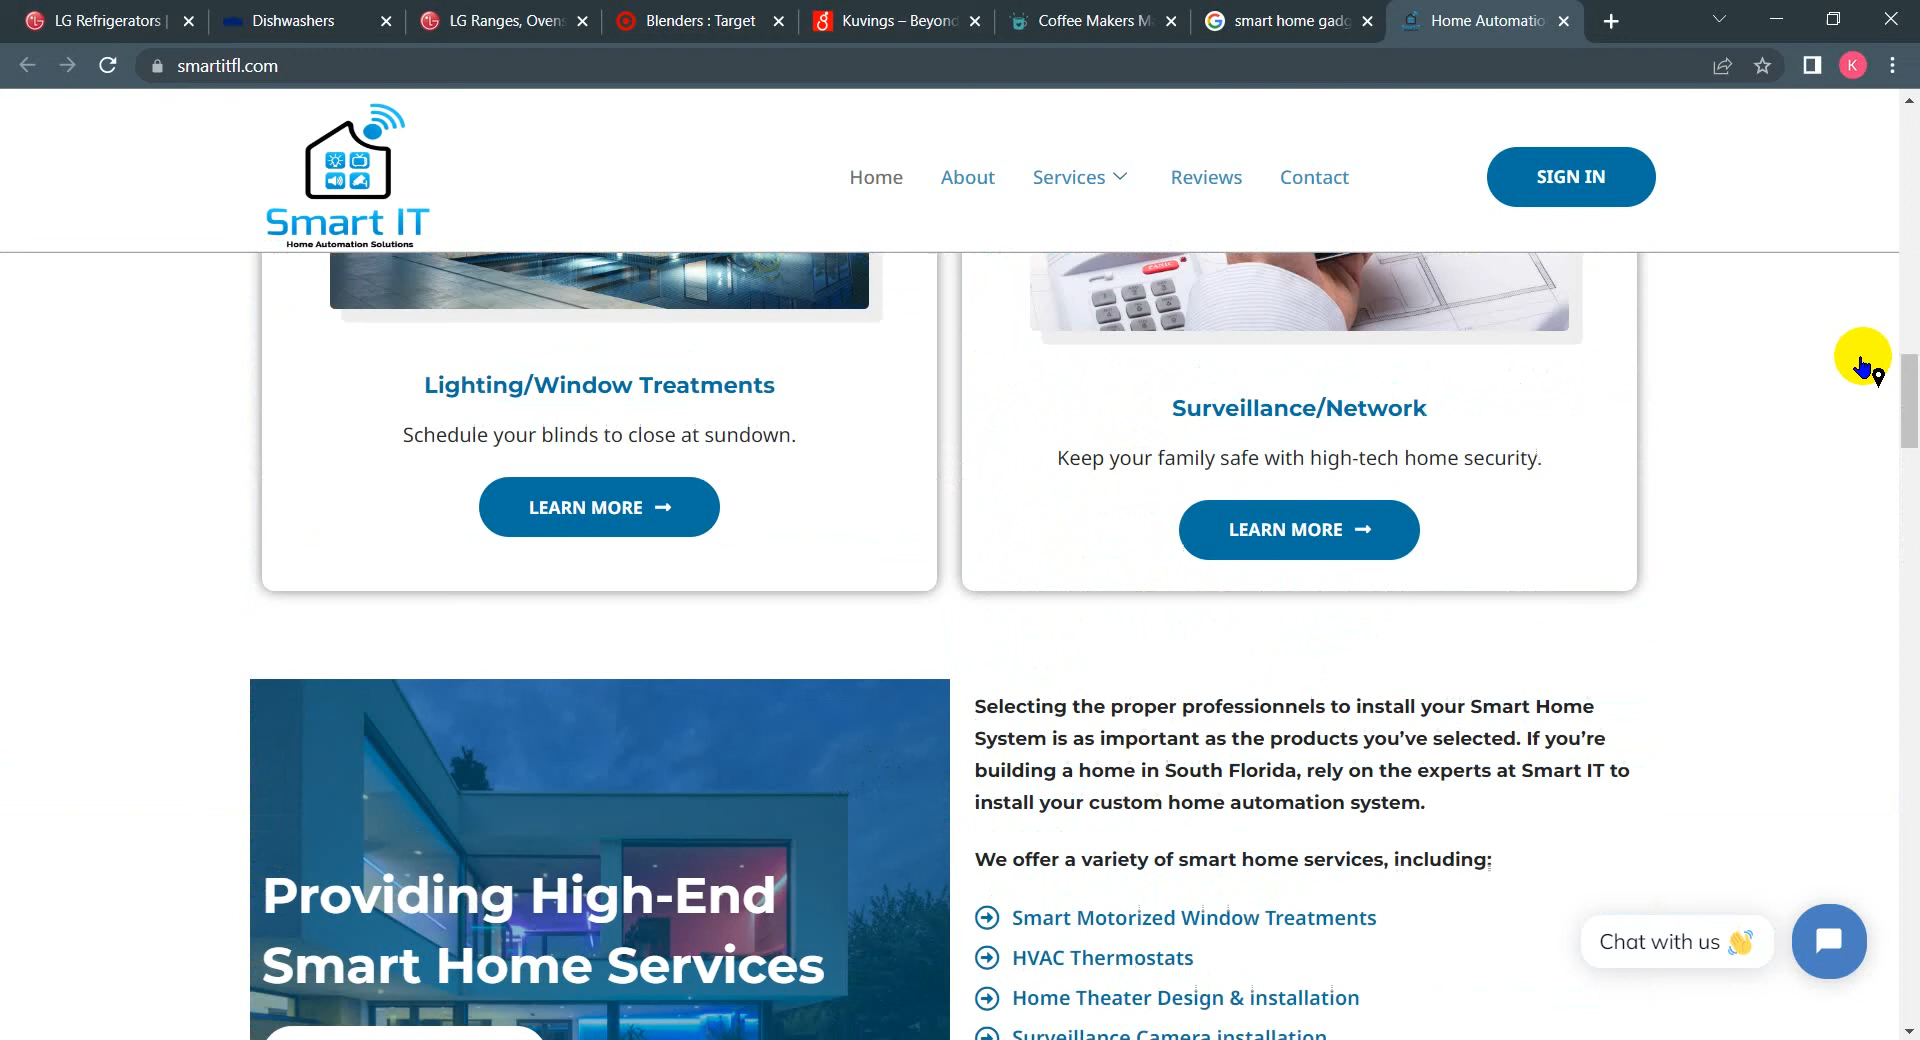 LG Refrigerators |
Dishwashers
LG Ranges, Ovens
Blenders : Target
Kuvings – Beyond
Coffee Makers M
smart home gadg
Home Automatio
smartitfl.com
K
Smart IT
Home Automation Solutions
Home
About
Services
Reviews
Contact
SIGN IN
PANIC
Lighting/Window Treatments
Schedule your blinds to close at sundown.
LEARN MORE →
Surveillance/Network
Keep your family safe with high-tech home security.
LEARN MORE →
Providing High-End
Smart Home Services
Selecting the proper professionnels to install your Smart Home
System is as important as the products you’ve selected. If you’re
building a home in South Florida, rely on the experts at Smart IT to
install your custom home automation system.
We offer a variety of smart home services, including:
Smart Motorized Window Treatments
HVAC Thermostats
Home Theater Design & installation
Surveillance Camera installation
Chat with us 👋